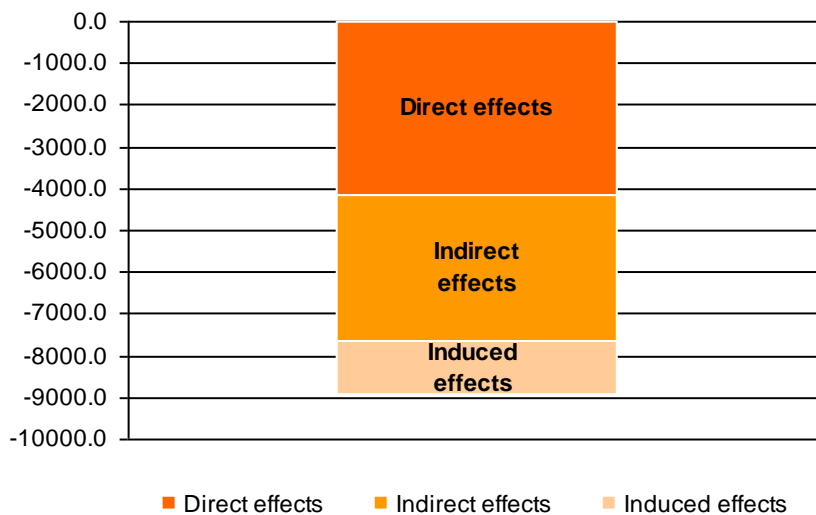 0.0
-1000.0
-2000.0
-3000.0
-4000.0
-5000.0
-6000.0
-7000.0
-8000.0
-9000.0
-10000.0
Direct effects
Indirect
effects
Induced
effects
Direct effects Indirect effects Induced effects